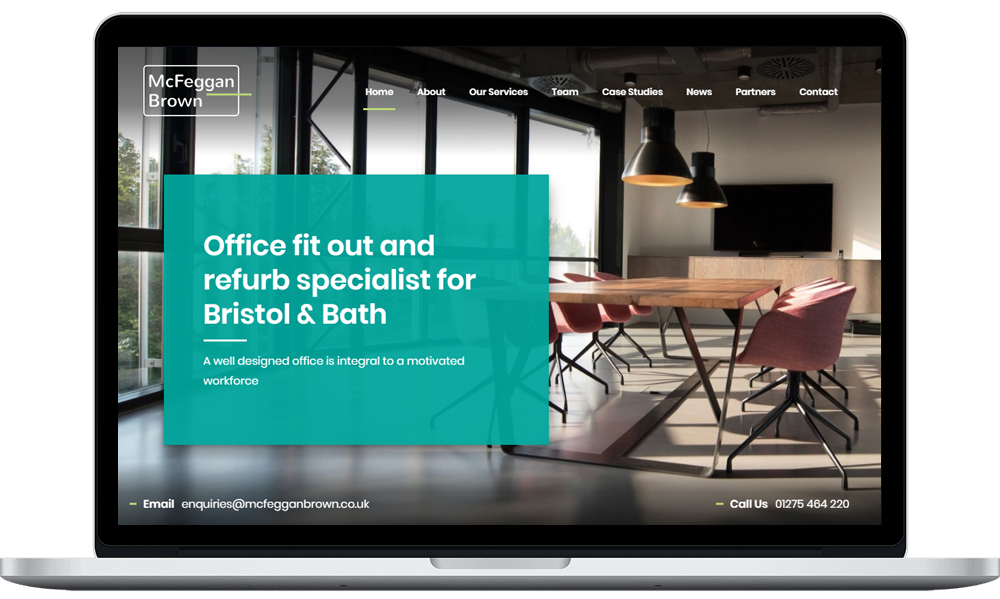 McFeggan
Brown
Home About Our Services Team Case Studies News Partners Contact
Office fit out and
refurb specialist for
Bristol & Bath
A well designed office is integral to a motivated
workforce
Email enquiries@mcfegganbrown.co.uk
Call Us 01275 464 220